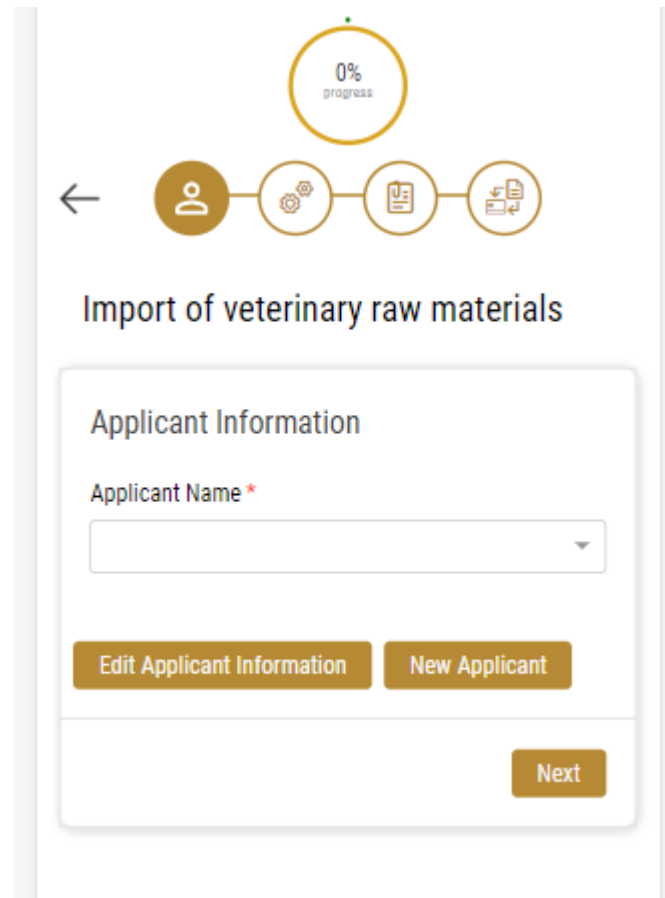 0%
progress
Import of veterinary raw materials
Applicant Information
Applicant Name *
Edit Applicant Information
New Applicant
Next